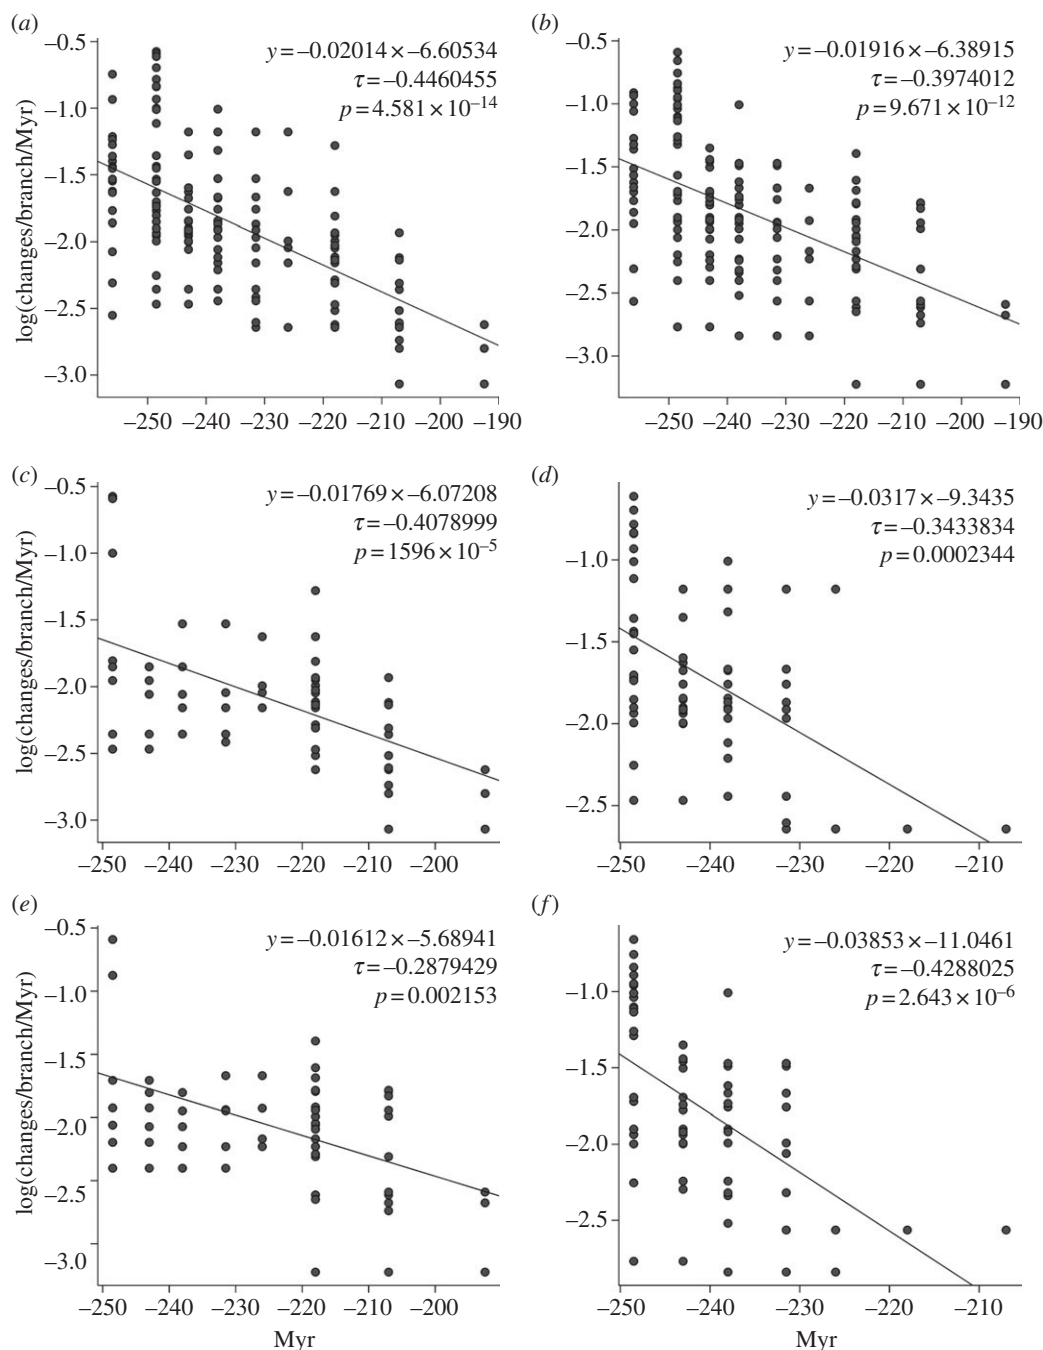 (a)
y=–0.02014×–6.60534
τ=–0.4460455
p=4.581×10–14
log(changes/branch/Myr)
–0.5
–1.0
–1.5
–2.0
–2.5
–3.0
–250 –240 –230 –220 –210 –200 –190
(b)
y=–0.01916×–6.38915
τ=–0.3974012
p=9.671×10–12
–0.5
–1.0
–1.5
–2.0
–2.5
–3.0
–250 –240 –230 –220 –210 –200 –190
(c)
y=–0.01769×–6.07208
τ=–0.4078999
p=1596×10–5
log(changes/branch/Myr)
–0.5
–1.0
–1.5
–2.0
–2.5
–3.0
–250 –240 –230 –220 –210 –200
(d)
y=–0.0317×–9.3435
τ=–0.3433834
p=0.0002344
–1.0
–1.5
–2.0
–2.5
–250 –240 –230 –220 –210
(e)
y=–0.01612×–5.68941
τ=–0.2879429
p=0.002153
log(changes/branch/Myr)
–0.5
–1.0
–1.5
–2.0
–2.5
–3.0
–250 –240 –230 –220 –210 –200
Myr
(f)
y=–0.03853×–11.0461
τ=–0.4288025
p=2.643×10–6
–1.0
–1.5
–2.0
–2.5
–250 –240 –230 –220 –210
Myr